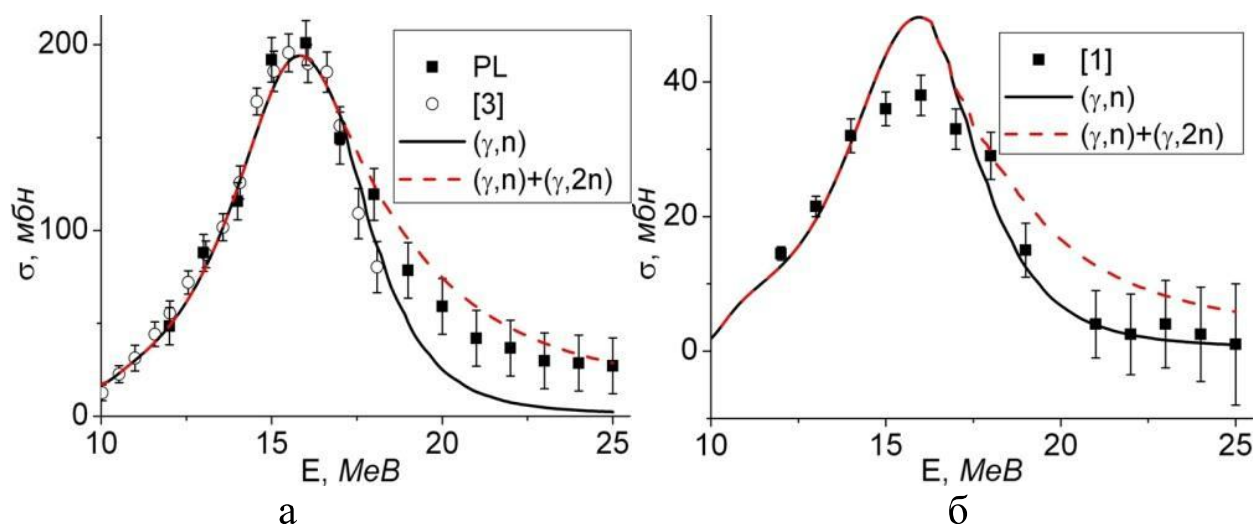 200
100
0
σ, мбн
10
15
20
25
E, МеВ
PL
[3]
(γ,n)
(γ,n)+(γ,2n)
а
40
20
0
σ, мбн
10
15
20
25
E, МеВ
[1]
(γ,n)
(γ,n)+(γ,2n)
б